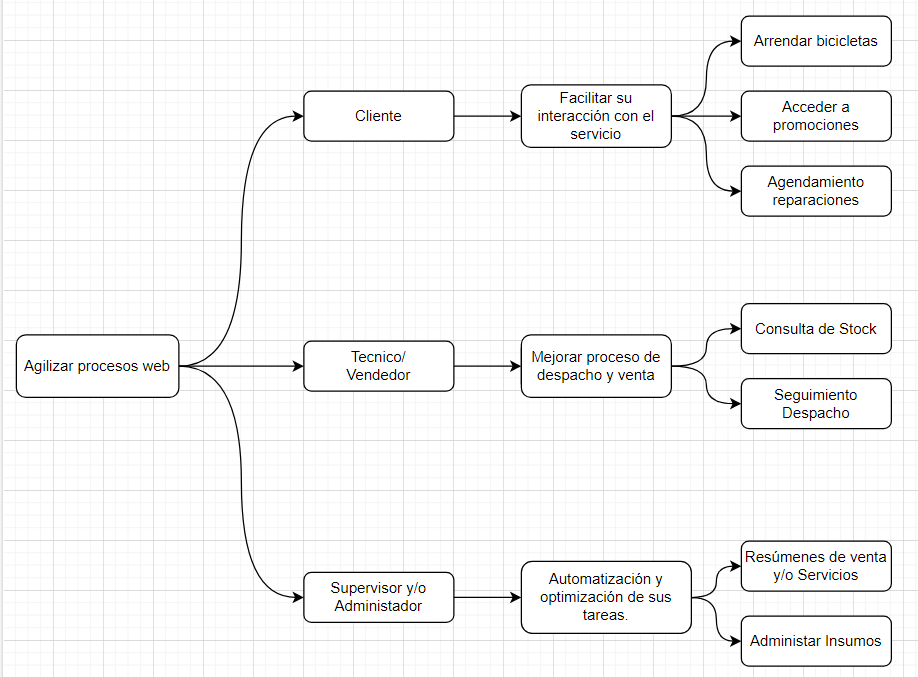 Arrendar bicicletas
Cliente
Facilitar su
interacción con el
servicio
Acceder a
promociones
Agendamiento
reparaciones
Agilizar procesos web
Tecnico/
Vendedor
Mejorar proceso de
despacho y venta
Consulta de Stock
Seguimiento
Despacho
Supervisor y/o
Administador
Automatización y
optimización de sus
tareas.
Resúmenes de venta
y/o Servicios
Administar Insumos